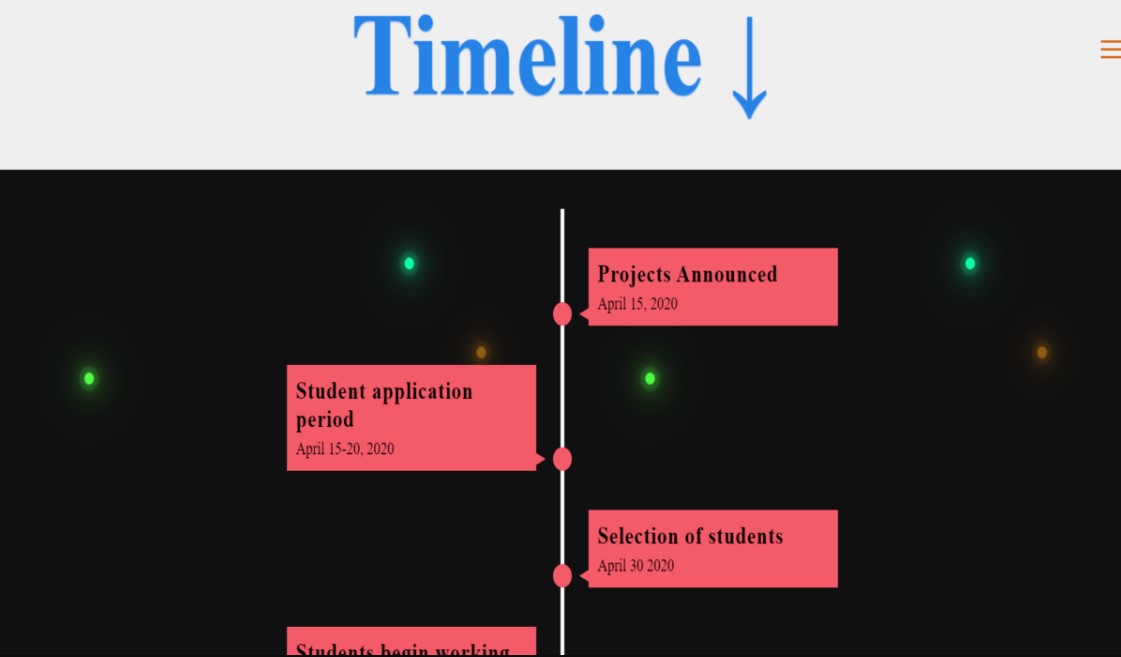 Timeline ↓
Projects Announced
April 15, 2020
Student application
period
April 15-20, 2020
Selection of students
April 30 2020
Students begin working